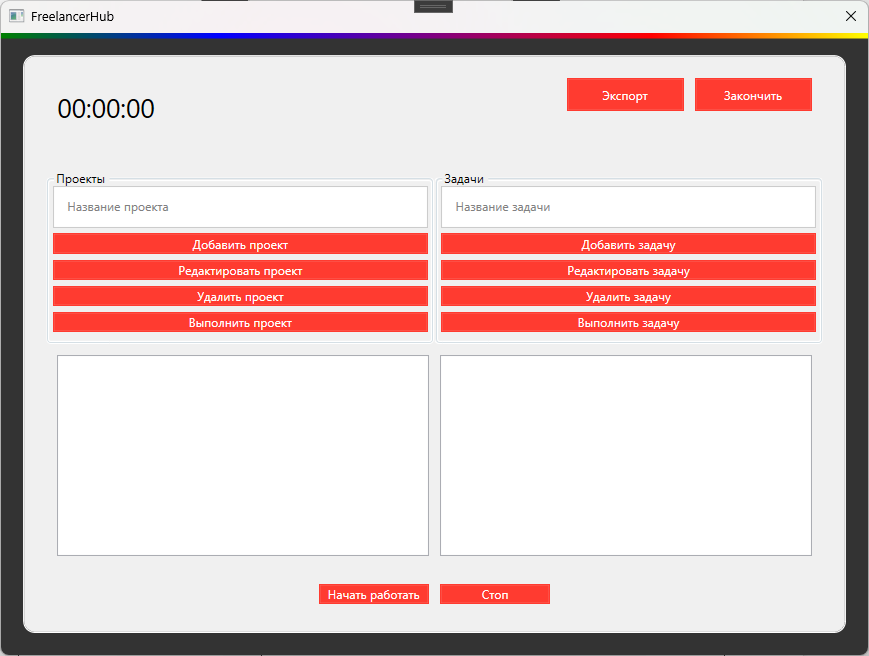 FreelancerHub
00:00:00
Экспорт
Закончить
Проекты
Название проекта
Добавить проект
Редактировать проект
Удалить проект
Выполнить проект
Задачи
Название задачи
Добавить задачу
Редактировать задачу
Удалить задачу
Выполнить задачу
Начать работать
Стоп